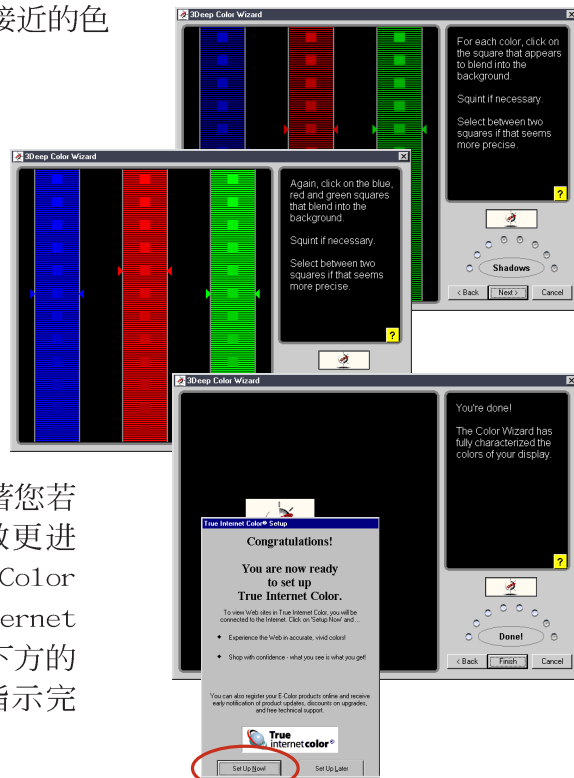 接近的色
3Deep Color Wizard
For each color, click on
the square that appears
to blend into the
background.
Squint if necessary.
Select between two
squares if that seems
more precise.
?
Shadows
< Back
Next >
Cancel
3Deep Color Wizard
Again, click on the blue,
red and green squares
that blend into the
background.
Squint if necessary.
Select between two
squares if that seems
more precise.
?
3Deep Color Wizard
You're done!
The Color Wizard has
fully characterized the
colors of your display.
?
Done!
< Back
Finish
Cancel
True Internet Color® Setup
Congratulations!
You are now ready
to set up
True Internet Color.
To view Web sites in True Internet Color, you will be
connected to the Internet. Click on 'Setup Now' and ...
Experience the Web in accurate, vivid colors!
Shop with confidence - what you see is what you get!
You can also register your E-Color products online and receive
early notification of product updates, discounts on upgrades,
and free technical support.
True
internetcolor®
Set Up Now!
Set Up Later
著您若
更进
Color
ernet
下方的
指示完